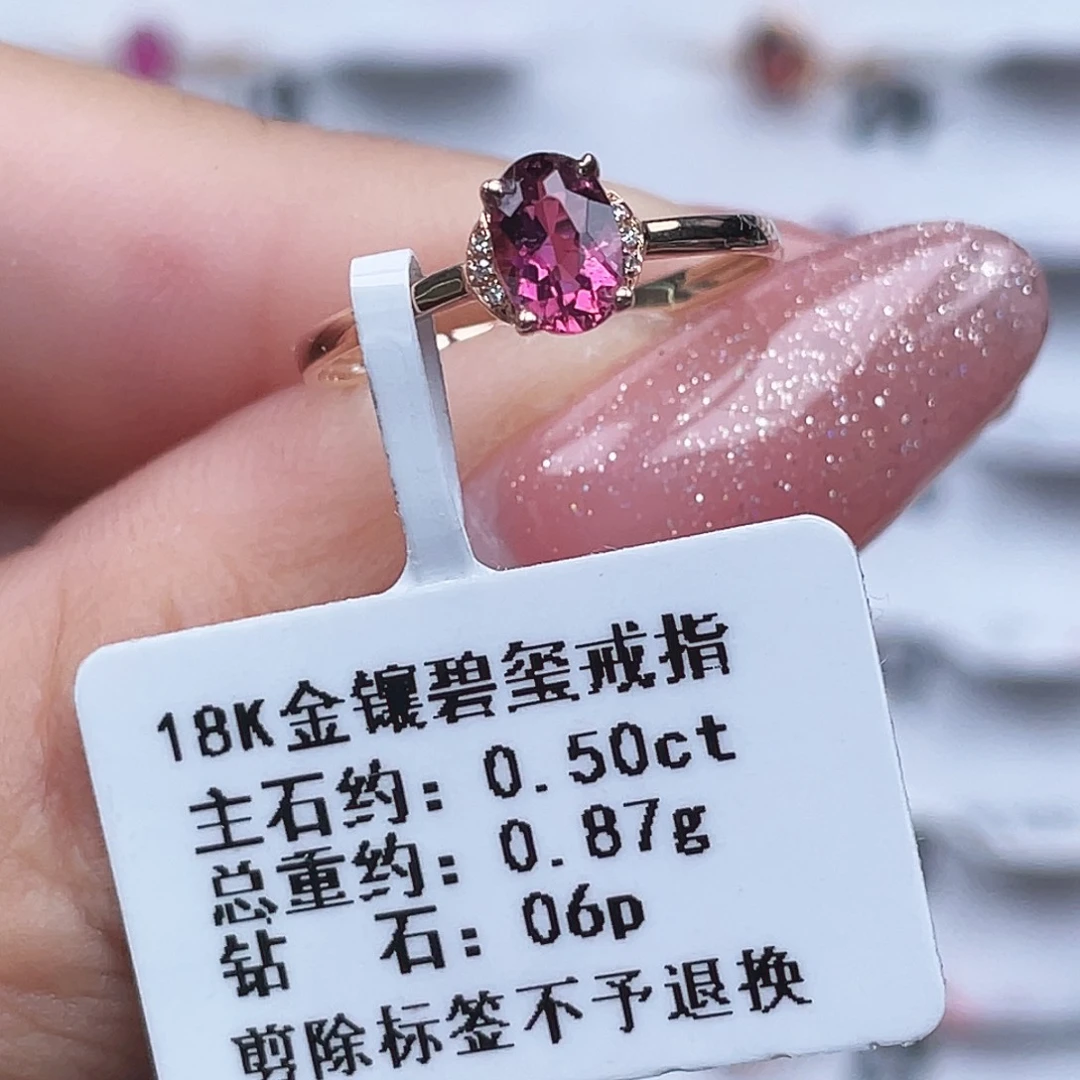 18K金镶碧玺戒指
主石约：0.50ct
总重约：0.87g
钻 石：06p
剪除标签不予退换